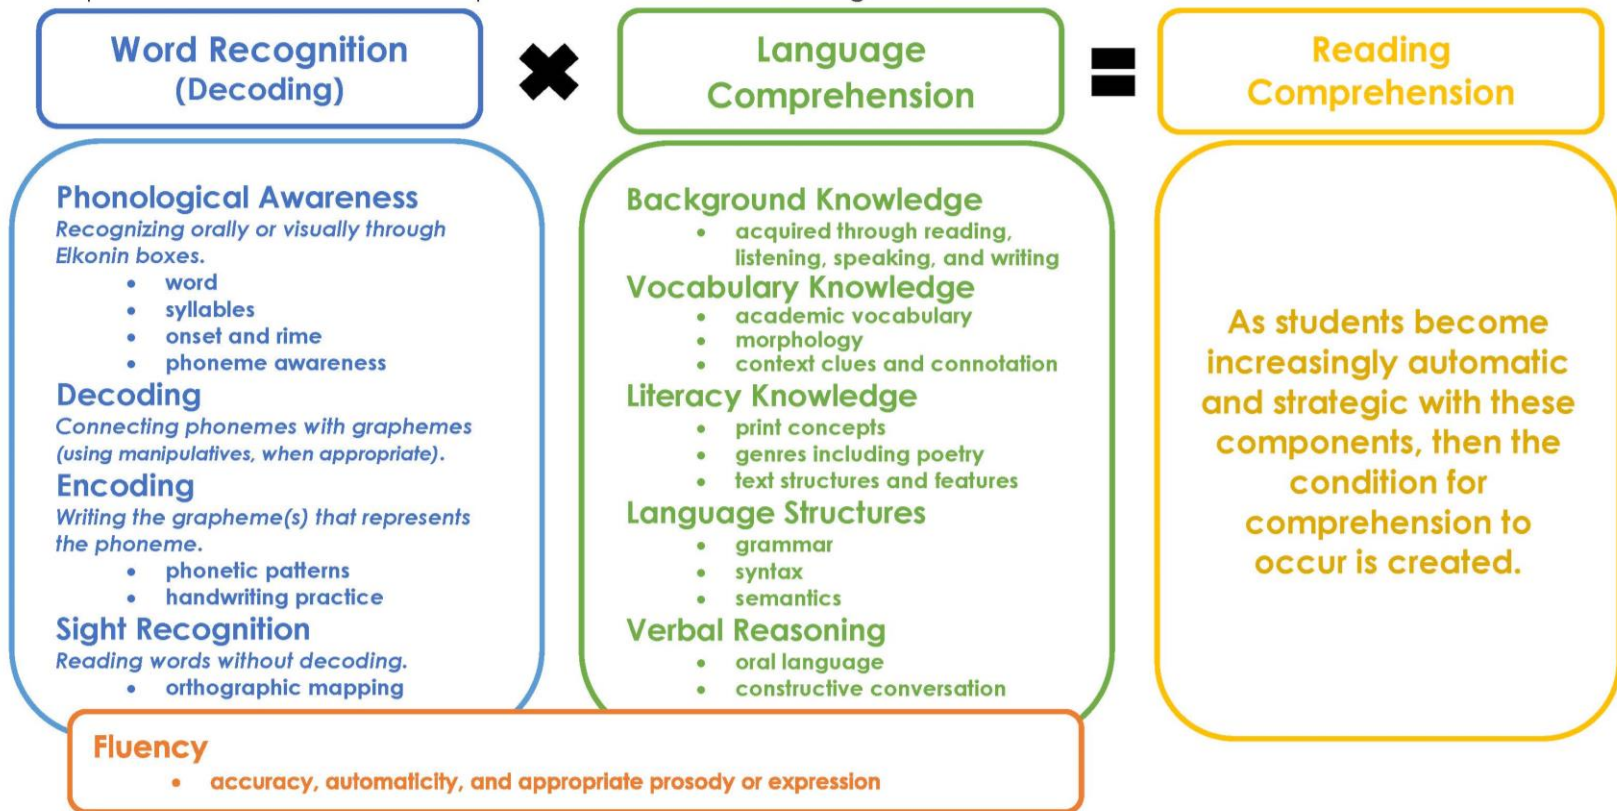 Word Recognition
(Decoding)
✖
Language
Comprehension
=
Reading
Comprehension
Phonological Awareness
Recognizing orally or visually through
Elkonin boxes.
• word
• syllables
• onset and rime
• phoneme awareness
Decoding
Connecting phonemes with graphemes
(using manipulatives, when appropriate).
Encoding
Writing the grapheme(s) that represents
the phoneme.
• phonetic patterns
• handwriting practice
Sight Recognition
Reading words without decoding.
• orthographic mapping
Background Knowledge
• acquired through reading,
listening, speaking, and writing
Vocabulary Knowledge
• academic vocabulary
• morphology
• context clues and connotation
Literacy Knowledge
• print concepts
• genres including poetry
• text structures and features
Language Structures
• grammar
• syntax
• semantics
Verbal Reasoning
• oral language
• constructive conversation
As students become
increasingly automatic
and strategic with these
components, then the
condition for
comprehension to
occur is created.
Fluency
• accuracy, automaticity, and appropriate prosody or expression